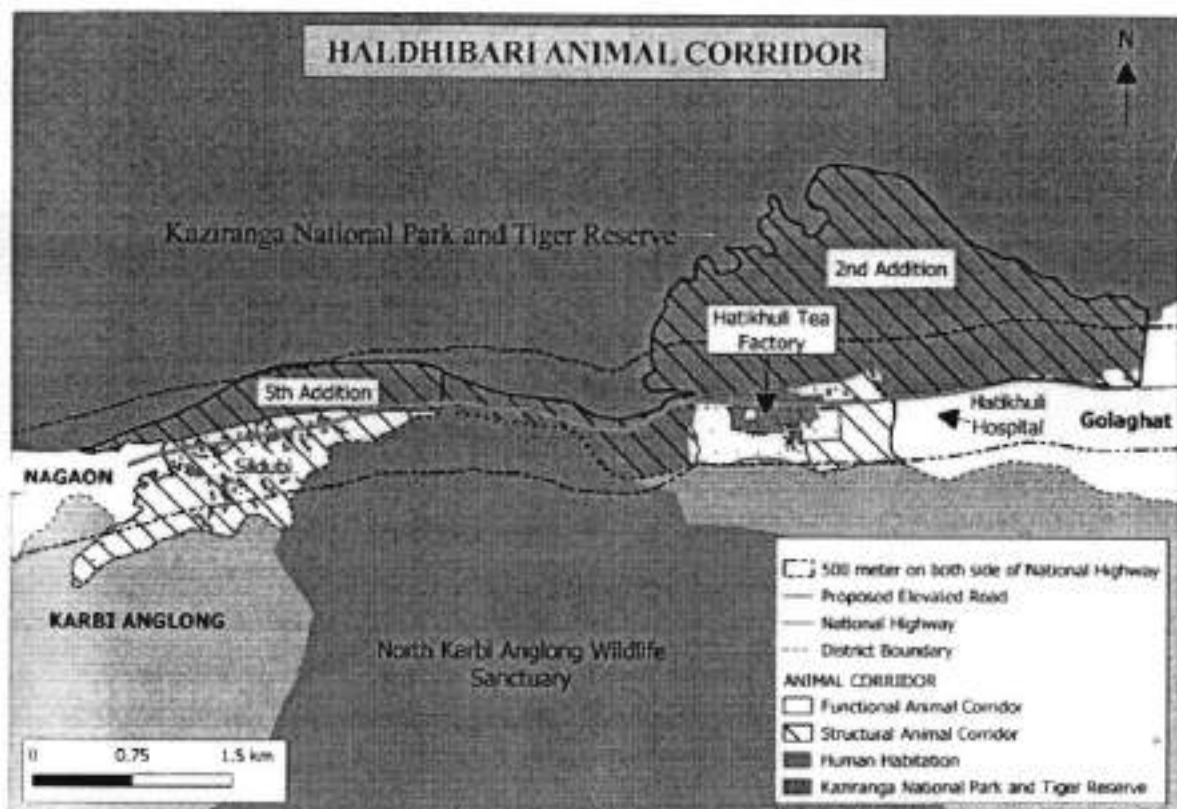 HALDHIBARI ANIMAL CORRIDOR
N
Kaziranga National Park and Tiger Reserve
2nd Addition
Hatikhuli Tea
Factory
5th Addition
Hatikhuli
Hospital
Golaghat
NAGAON
Sildubi
KARBI ANGLONG
North Karbi Anglong Wildlife
Sanctuary
0 0.75 1.5 km
500 meter on both side of National Highway
Proposed Elevated Road
National Highway
District Boundary
ANIMAL CORRIDOR
Functional Animal Corridor
Structural Animal Corridor
Human Habitation
Kaziranga National Park and Tiger Reserve